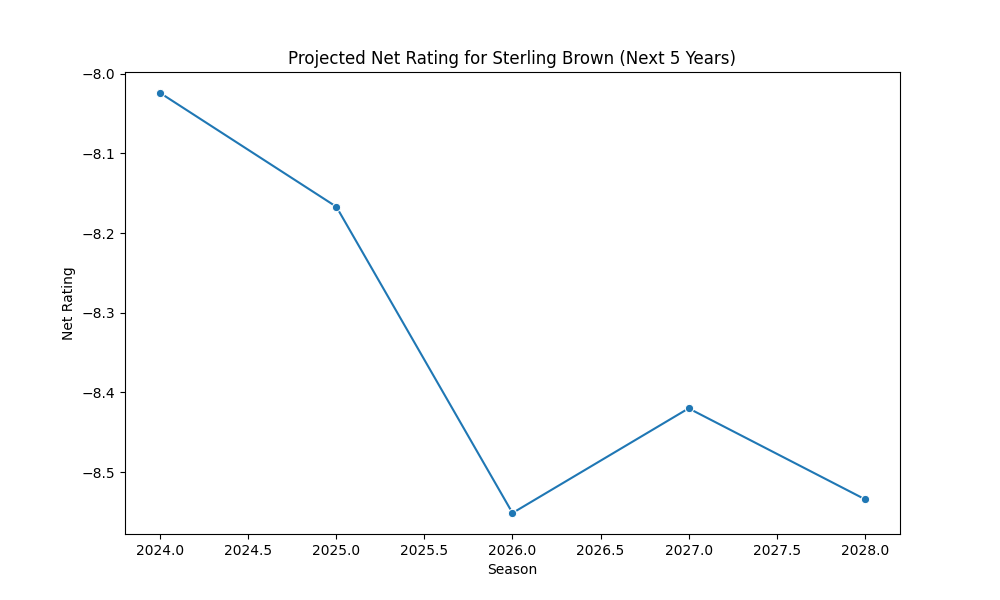 Projected Net Rating for Sterling Brown (Next 5 Years)
−8.0
−8.1
−8.2
−8.3
−8.4
−8.5
Net Rating
2024.0 2024.5 2025.0 2025.5 2026.0 2026.5 2027.0 2027.5 2028.0
Season